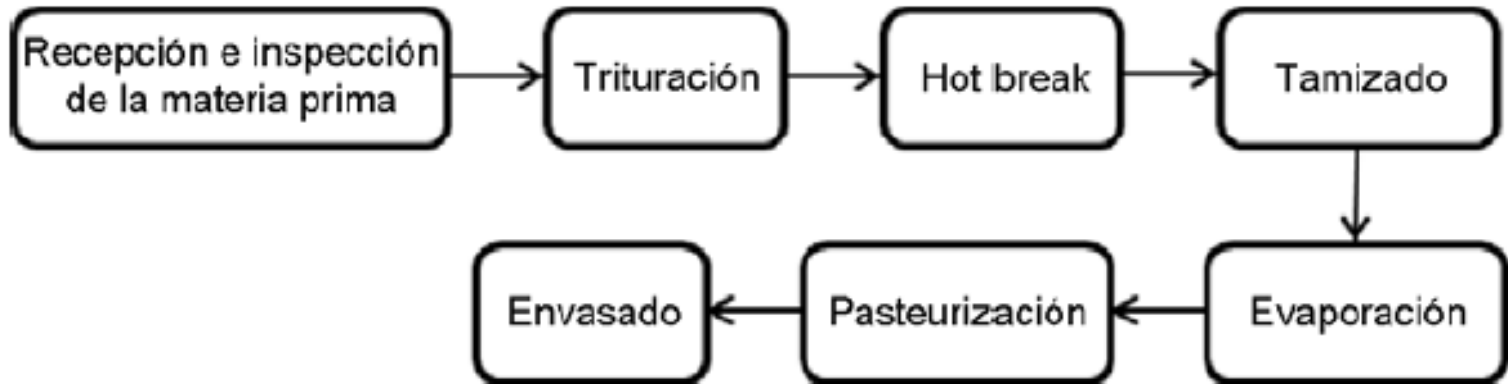 Recepción e inspección
de la materia prima
Trituración
Hot break
Tamizado
Evaporación
Pasteurización
Envasado